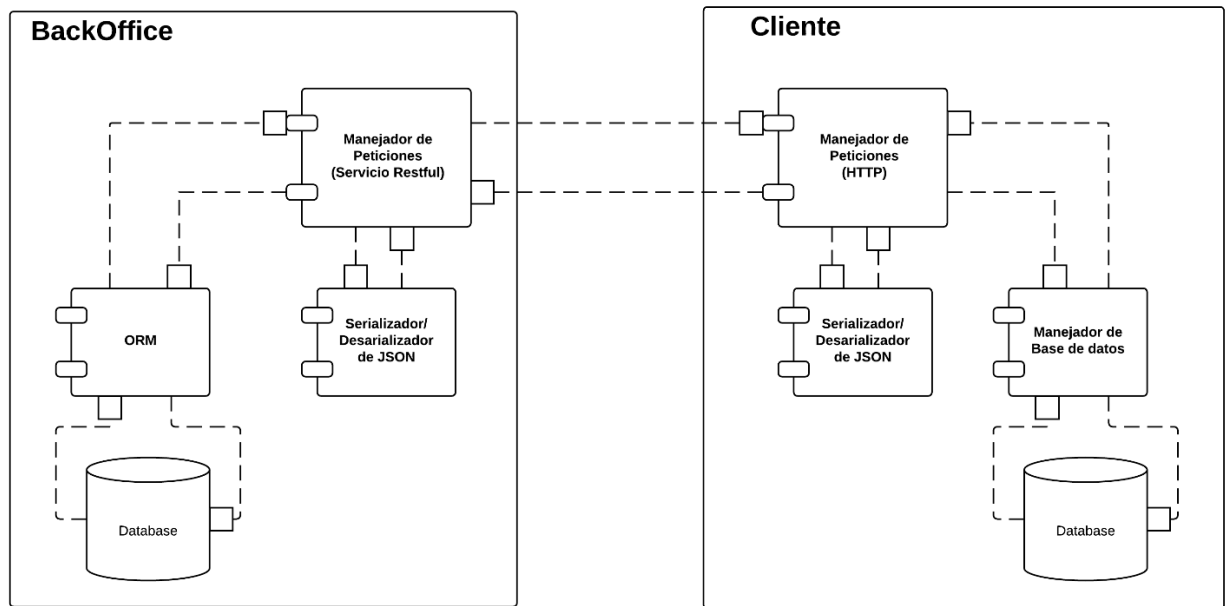 BackOffice
Manejador de
Peticiones
(Servicio Restful)
ORM
Serializador/
Desarializador
de JSON
Database
Cliente
Manejador de
Peticiones
(HTTP)
Serializador/
Desarializador
de JSON
Manejador de
Base de datos
Database